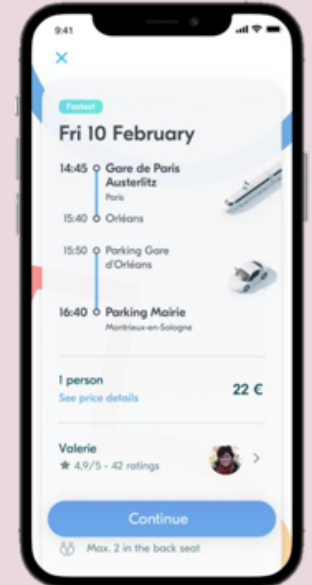 9:41
Fastest
Fri 10 February
14:45 Gare de Paris
Austerlitz
Paris
15:40 Orléans
15:50 Parking Gare
d'Orléans
16:40 Parking Mairie
Montrieux-en-Sologne
1 person
See price details
22 €
Valerie
4,9/5 - 42 ratings
Continue
Max. 2 in the back seat